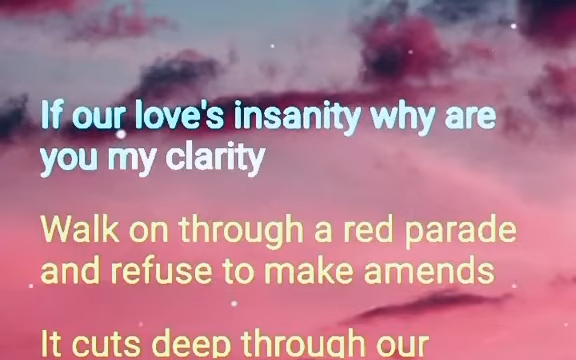 If our love's insanity why are
you my clarity
Walk on through a red parade
and refuse to make amends
It cuts deep through our